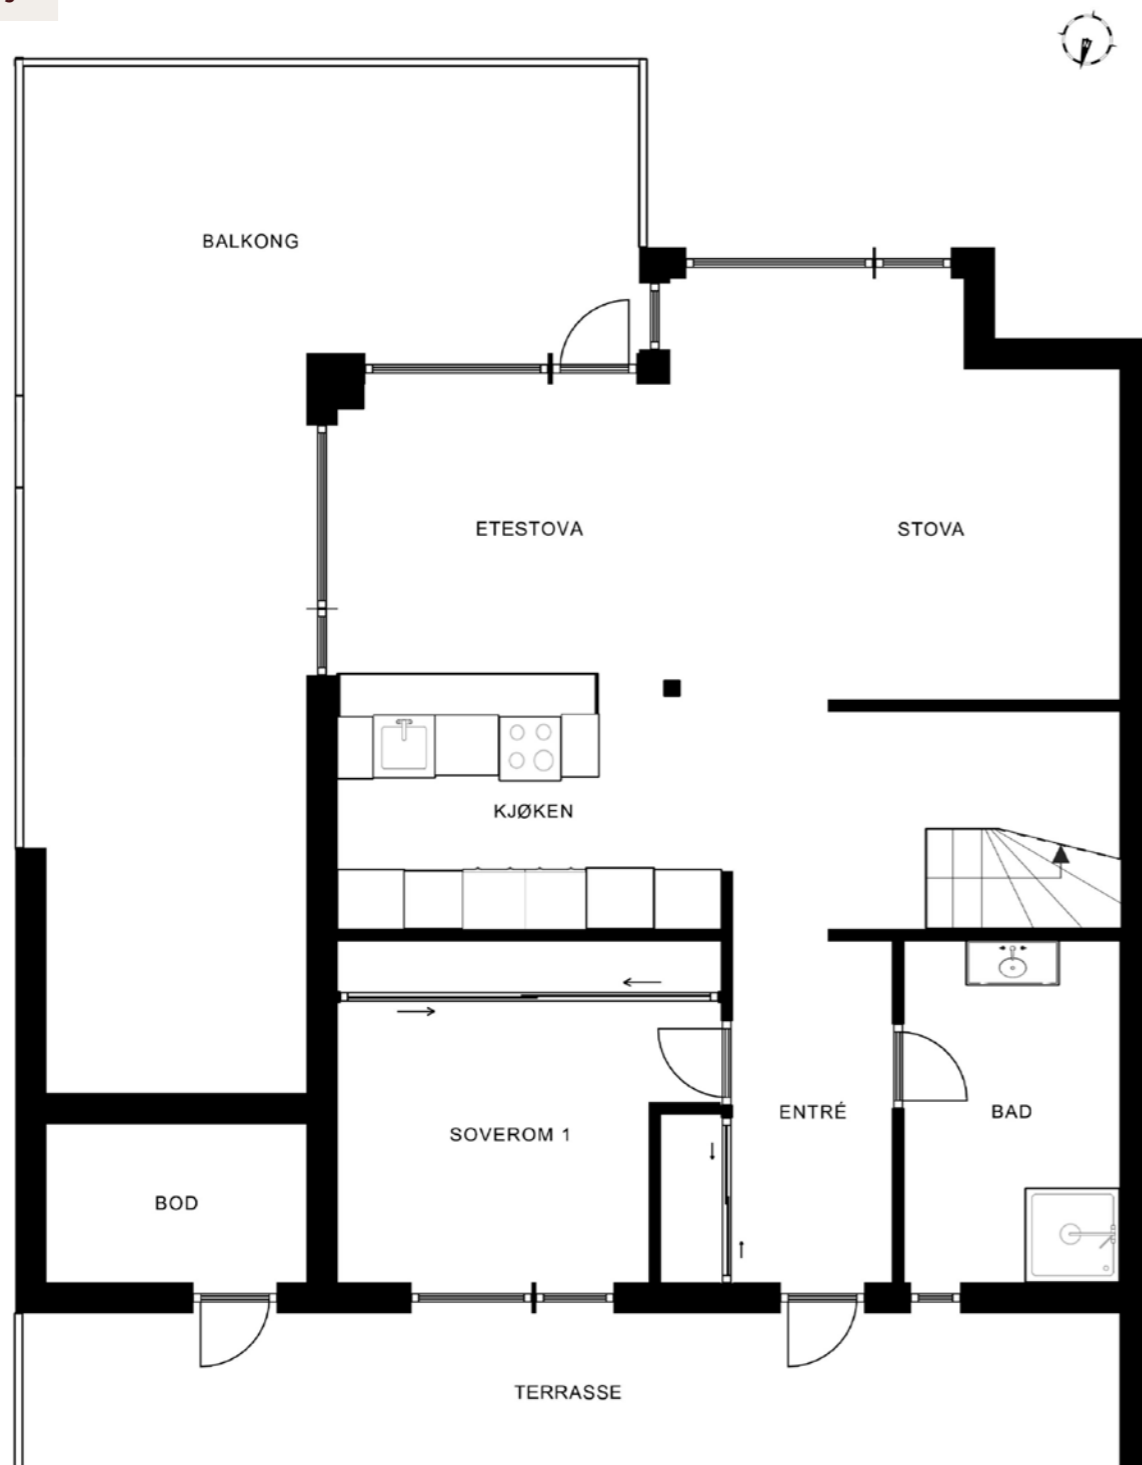 N
BALKONG
ETESTOVA
STOVA
KJØKEN
SOVEROM 1
ENTRÉ
BAD
BOD
TERRASSE